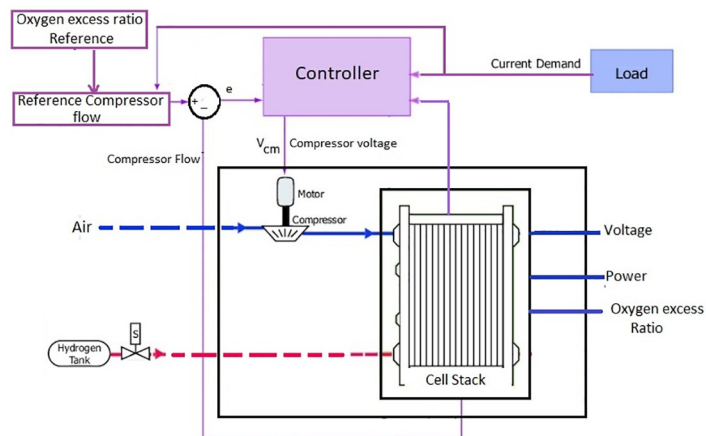 Oxygen excess ratio
Reference
Controller
Current Demand
Load
Reference Compressor
flow
+
-
e
Vcm
Compressor voltage
Compressor Flow
Motor
Compressor
Air
Voltage
Power
Oxygen excess
Ratio
S
Hydrogen
Tank
Cell Stack